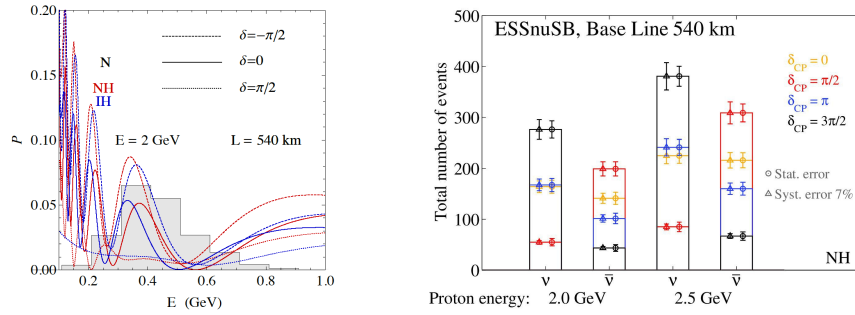 0.20
0.15
0.10
0.05
0.00
P
0.2 0.4 0.6 0.8 1.0
E (GeV)
N
NH
IH
δ=−π/2
δ=0
δ=π/2
E = 2 GeV L = 540 km
500
400
300
200
100
0
Total number of events
ESSnuSB, Base Line 540 km
δCP = 0
δCP = π/2
δCP = π
δCP = 3π/2
Stat. error
Syst. error 7%
NH
ν ν̄ ν ν̄
Proton energy: 2.0 GeV 2.5 GeV